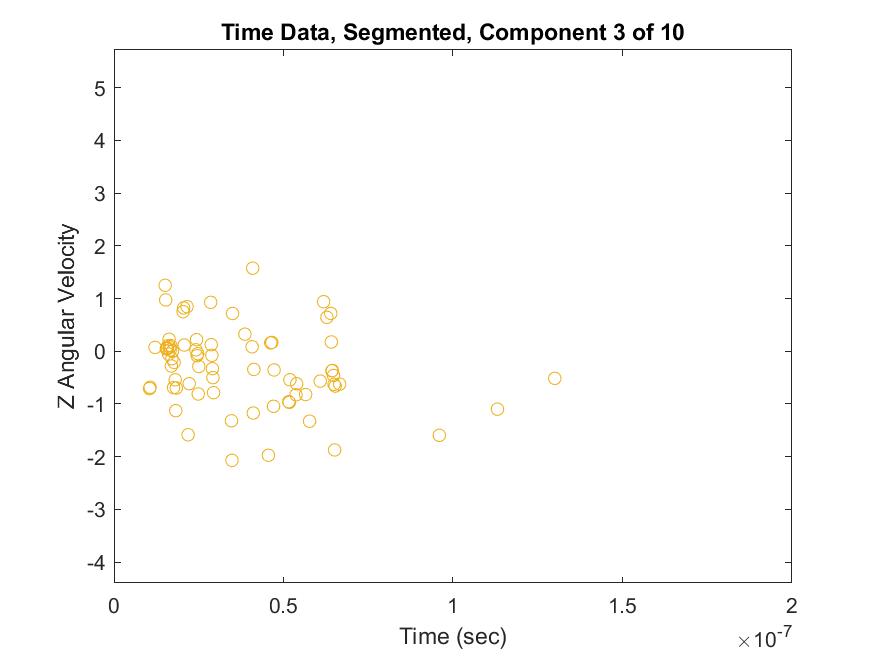 Time Data, Segmented, Component 3 of 10
5
4
3
2
1
0
-1
-2
-3
-4
Z Angular Velocity
0 0.5 1 1.5 2
Time (sec)
×10-7